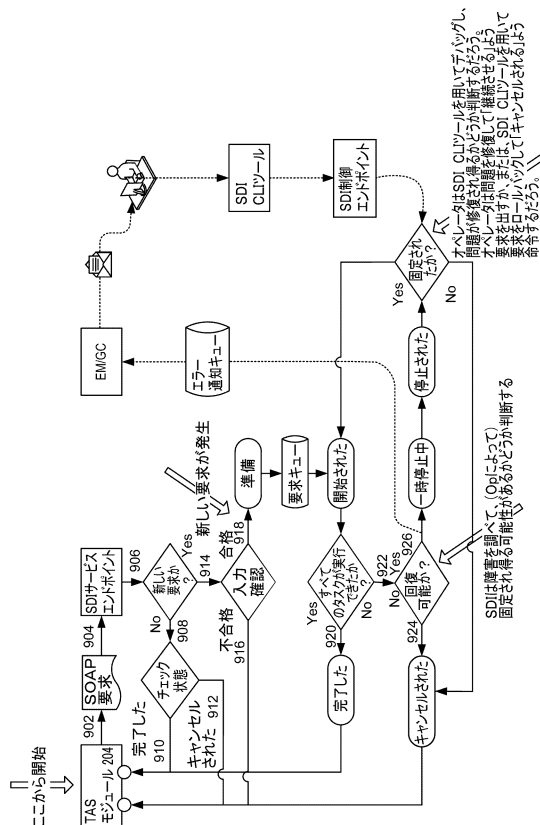 ここから開始
TAS
モジュール 204
902
SOAP
要求
904
SDIサービス
エンドポイント
906
新しい
要求か
?
Yes
914
No
908
チェック
状態
完了した
910
キャンセル
された
912
新しい要求が発生
入力
確認
合格
918
不合格
916
準備
要求キュー
開始された
すべて
のタスクが実行
できたか
?
Yes
920
No
922
完了した
回復
可能か
?
No
926
924
キャンセルされた
一時停止中
停止された
固定され
たか?
Yes
No
エラー
通知キュー
EM/GC
SDI
CLIツール
SDI制御
エンドポイント
オペレータはSDI CLIツールを用いてデバッグし、
問題が修復され得るかどうか判断するだろう。
オペレータは問題を修復して「継続させる」よう
要求を出すか、または、SDI CLIツールを用いて
要求をロールバックして「キャンセルされる」よう
命令するだろう。
SDIは障害を調べて、(Opによって)
固定され得る可能性があるかどうか判断する